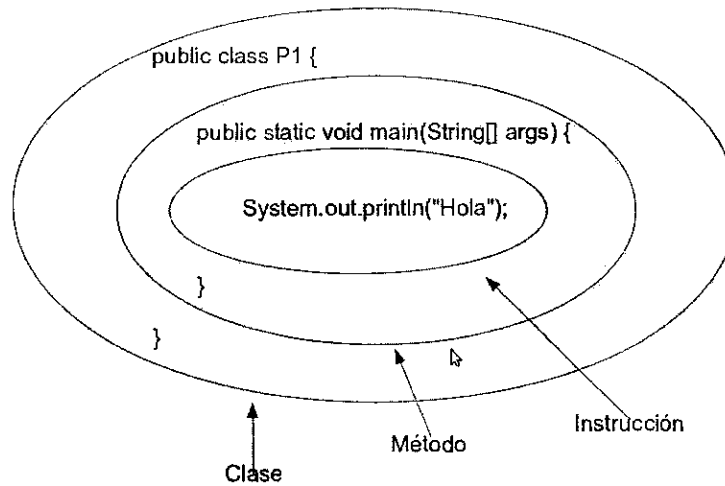 public class P1 {
public static void main(String[] args) {
System.out.println("Hola");
}
}
Instrucción
Método
Clase